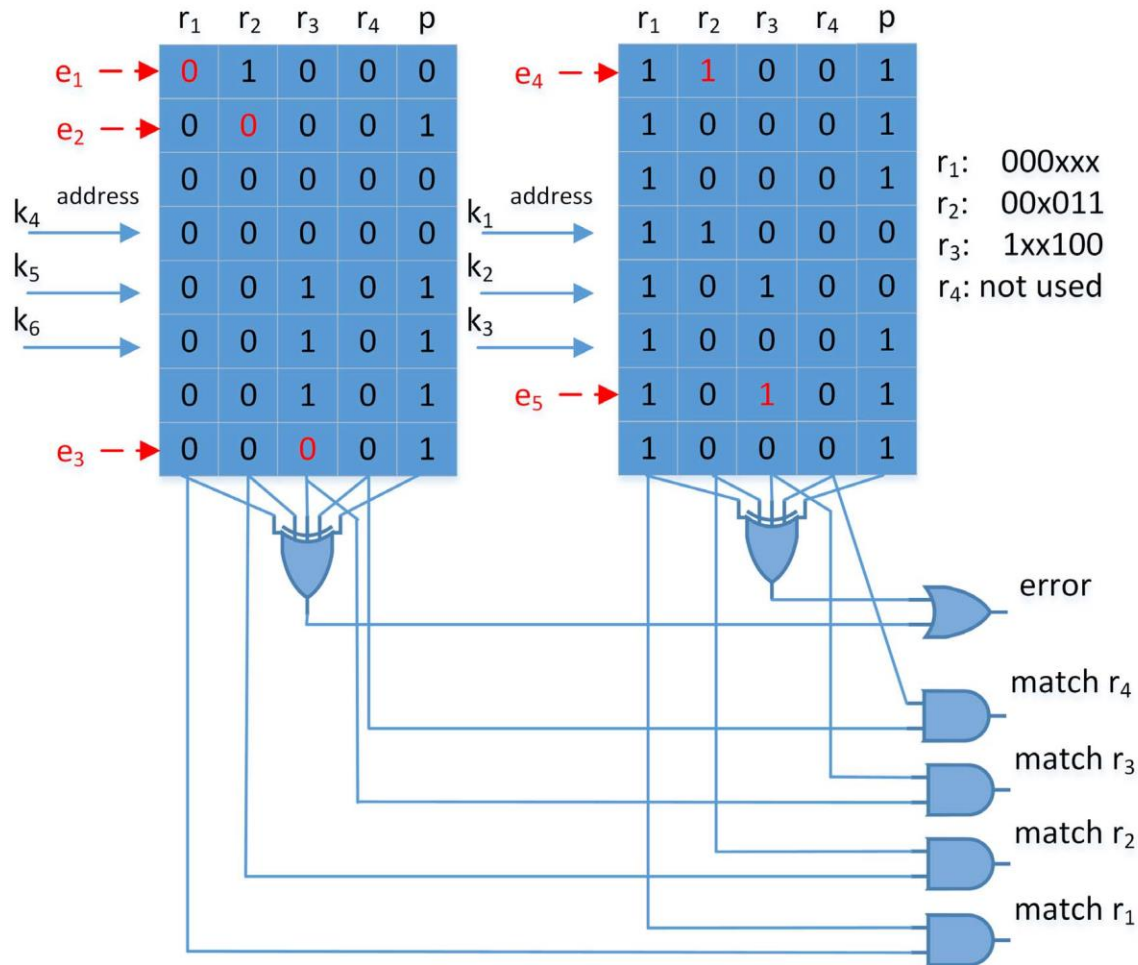 r1 r2 r3 r4 p
e1 0 1 0 0 0
e2 0 0 0 0 1
0 0 0 0 0
address
k4 0 0 0 0 0
k5 0 0 1 0 1
k6 0 0 1 0 1
0 0 1 0 1
e3 0 0 0 0 1
r1 r2 r3 r4 p
e4 1 1 0 0 1
1 0 0 0 1
1 0 0 0 1
address
k1 1 1 0 0 0
k2 1 0 1 0 0
k3 1 0 0 0 1
e5 1 0 1 0 1
1 0 0 0 1
r1: 000xxx
r2: 00x011
r3: 1xx100
r4: not used
error
match r4
match r3
match r2
match r1